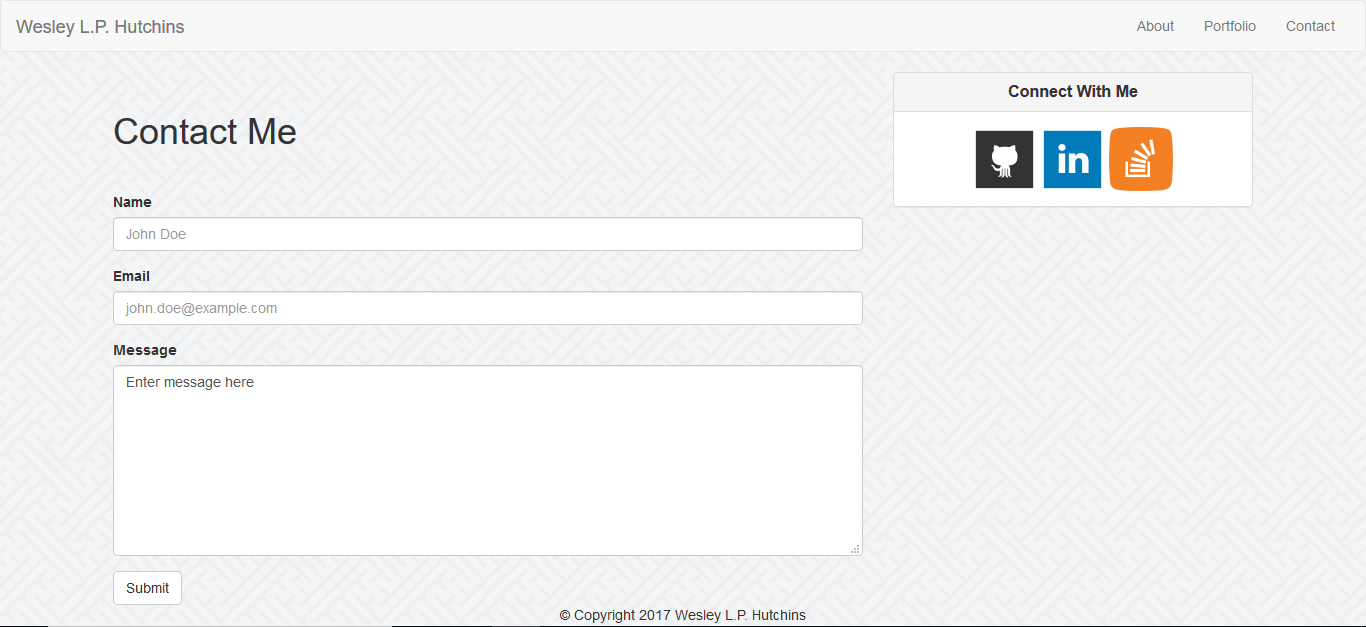 Wesley L.P. Hutchins
About Portfolio Contact
Contact Me
Name
John Doe
Email
john.doe@example.com
Message
Enter message here
Submit
Connect With Me
in
© Copyright 2017 Wesley L.P. Hutchins